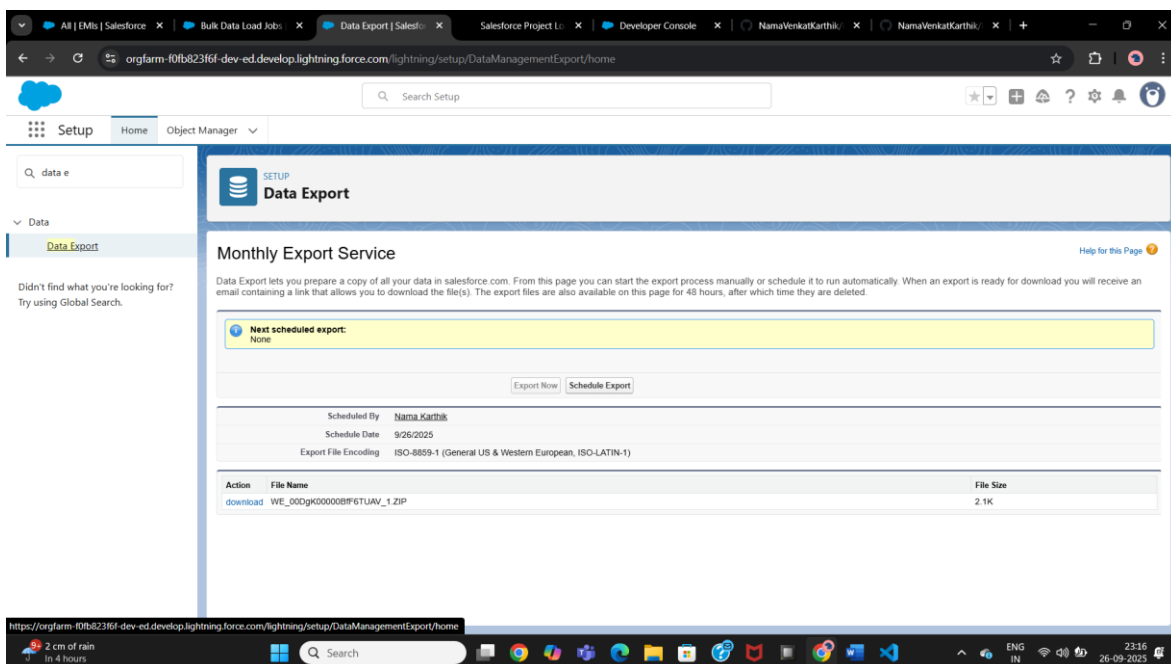 All | EMIs | Salesforce
Bulk Data Load Jobs
Data Export | Salesfo
Salesforce Project Lo
Developer Console
NamaVenkatKarthik/
NamaVenkatKarthik/
orgfarm-f0fb823f6f-dev-ed.develop.lightning.force.com/lightning/setup/DataManagementExport/home
Search Setup
Setup
Home
Object Manager
data e
Data
Data Export
Didn't find what you're looking for?
Try using Global Search.
SETUP
Data Export
Monthly Export Service
Help for this Page
Data Export lets you prepare a copy of all your data in salesforce.com. From this page you can start the export process manually or schedule it to run automatically. When an export is ready for download you will receive an
email containing a link that allows you to download the file(s). The export files are also available on this page for 48 hours, after which time they are deleted.
Next scheduled export:
None
Export Now Schedule Export
Scheduled By Nama Karthik
Schedule Date 9/26/2025
Export File Encoding ISO-8859-1 (General US & Western European, ISO-LATIN-1)
Action File Name File Size
download 2.1K
https://orgfarm-f0fb823f6f-dev-ed.develop.lightning.force.com/lightning/setup/DataManagementExport/home
9+
2 cm of rain
In 4 hours
Search
ENG
IN
23:16
26-09-2025